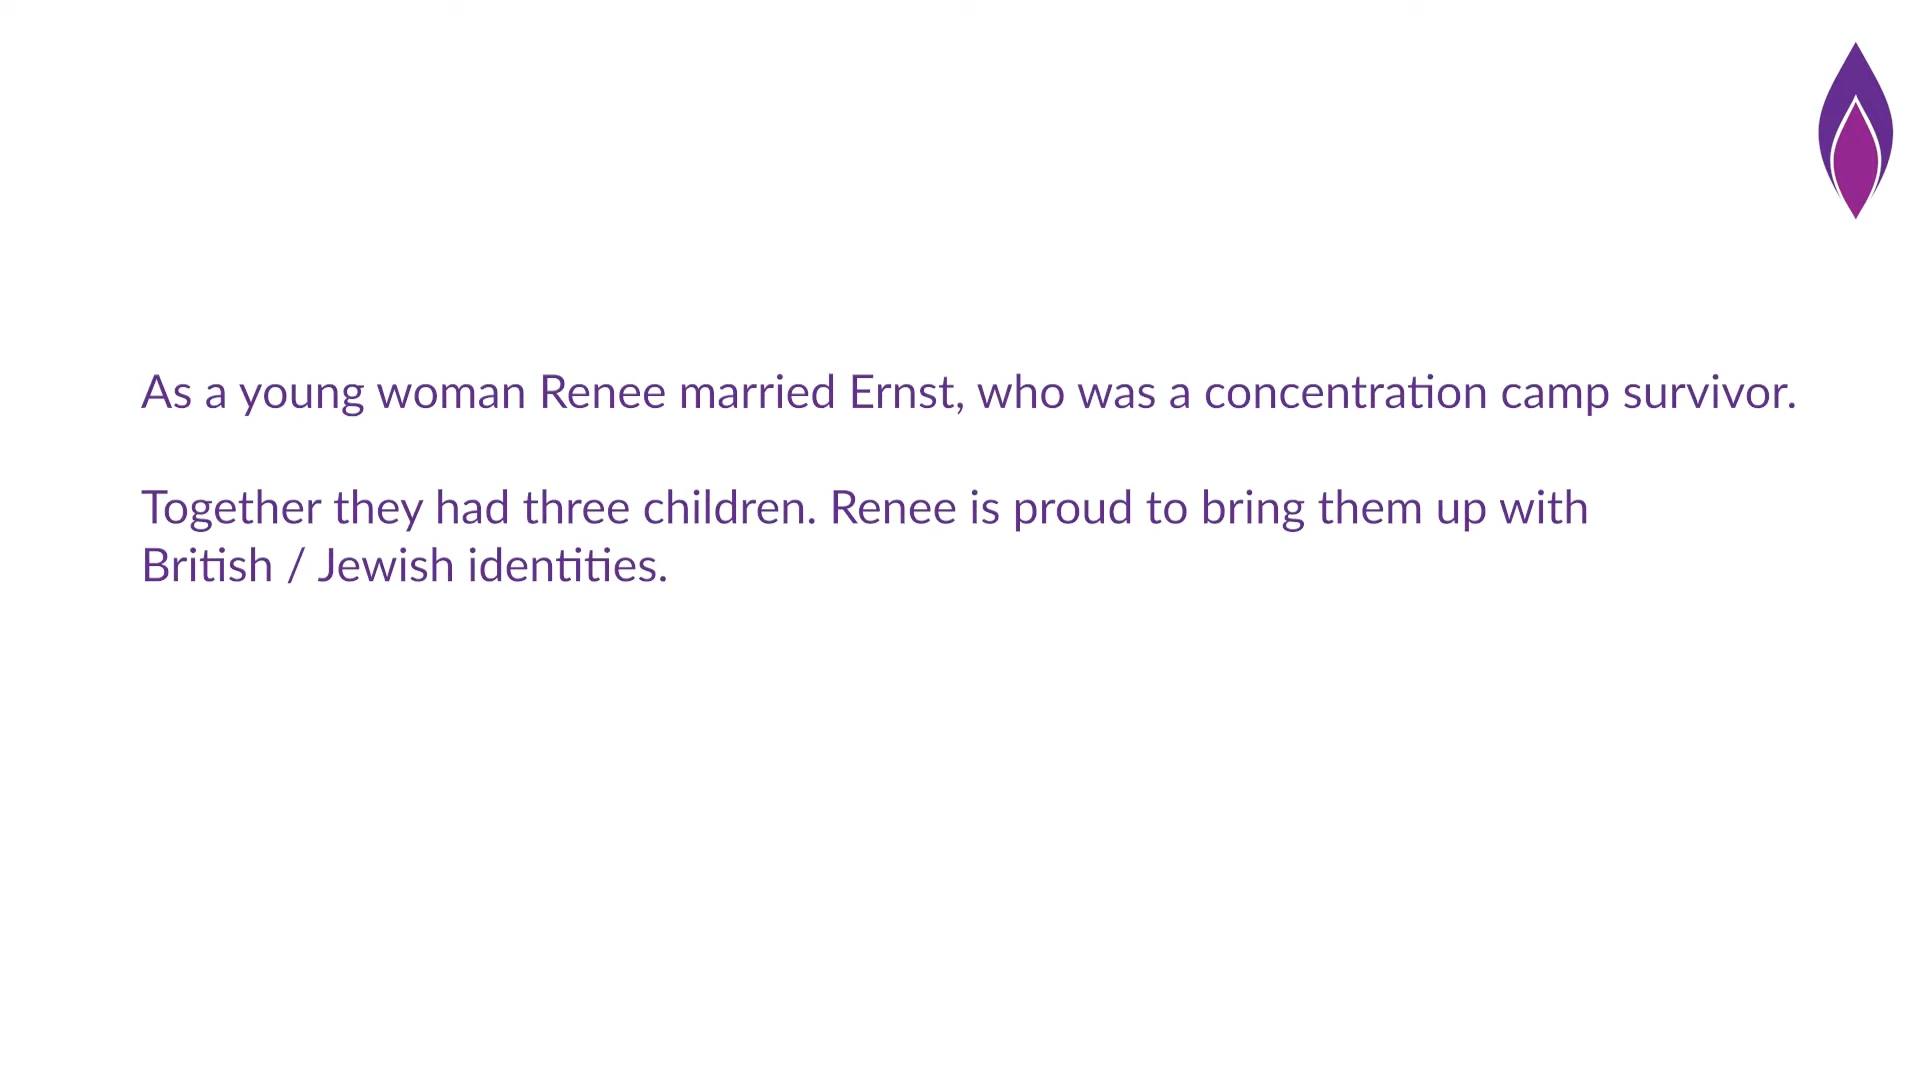 As a young woman Renee married Ernst, who was a concentration camp survivor.
Together they had three children. Renee is proud to bring them up with
British / Jewish identities.